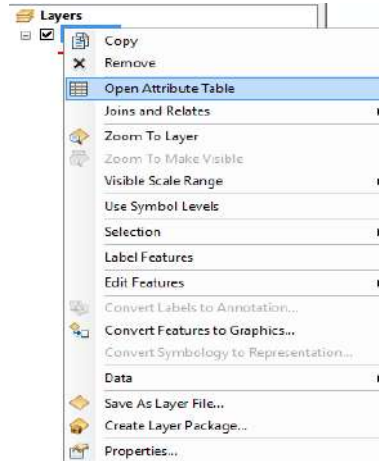 Layers
Copy
Remove
Open Attribute Table
Joins and Relates
Zoom To Layer
Zoom To Make Visible
Visible Scale Range
Use Symbol Levels
Selection
Label Features
Edit Features
Convert Labels to Annotation...
Convert Features to Graphics...
Convert Symbology to Representation...
Data
Save As Layer File...
Create Layer Package...
Properties...